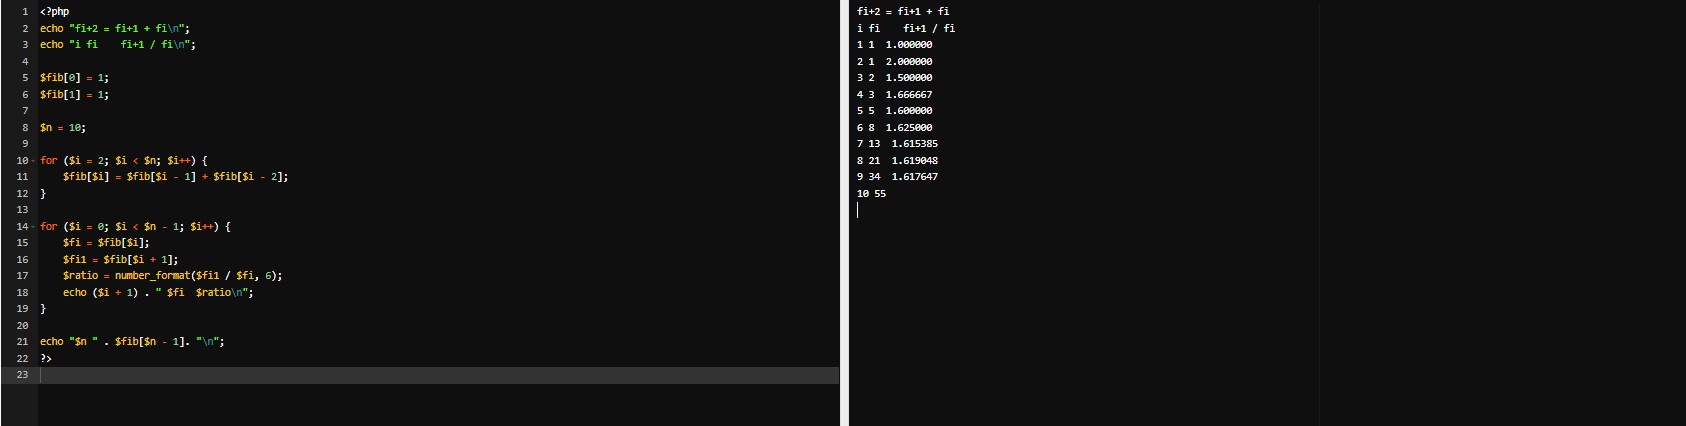 1 <?php
2 echo "fi+2 = fi+1 + fi\n";
3 echo "i fi    fi+1 / fi\n";
4
5 $fib[0] = 1;
6 $fib[1] = 1;
7
8 $n = 10;
9
10 for ($i = 2; $i < $n; $i++) {
11     $fib[$i] = $fib[$i - 1] + $fib[$i - 2];
12 }
13
14 for ($i = 0; $i < $n - 1; $i++) {
15     $fi = $fib[$i];
16     $fi1 = $fib[$i + 1];
17     $ratio = number_format($fi1 / $fi, 6);
18     echo ($i + 1) . " $fi  $ratio\n";
19 }
20
21 echo "$n " . $fib[$n - 1]. "\n";
22 ?>
23
fi+2 = fi+1 + fi
i fi    fi+1 / fi
1 1  1.000000
2 1  2.000000
3 2  1.500000
4 3  1.666667
5 5  1.600000
6 8  1.625000
7 13  1.615385
8 21  1.619048
9 34  1.617647
10 55